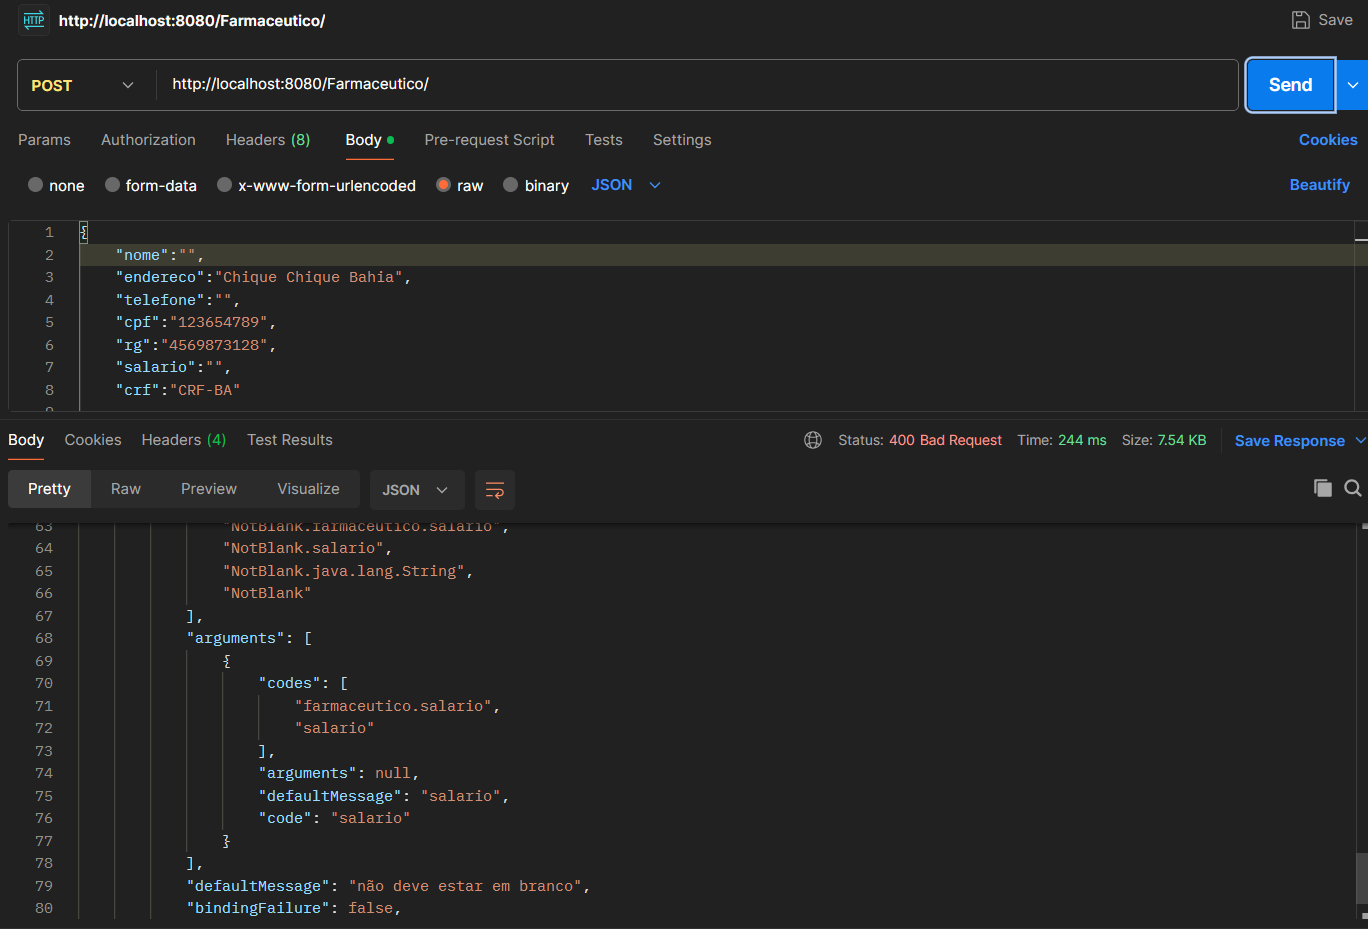 HTTP http://localhost:8080/Farmaceutico/ Save
POST http://localhost:8080/Farmaceutico/ Send
Params Authorization Headers (8) Body Pre-request Script Tests Settings Cookies
none form-data x-www-form-urlencoded raw binary JSON Beautify
1 {
2 "nome":"",
3 "endereco":"Chique Chique Bahia",
4 "telefone":"",
5 "cpf":"123654789",
6 "rg":"4569873128",
7 "salario":"",
8 "crf":"CRF-BA"
9
Body Cookies Headers (4) Test Results Status: 400 Bad Request Time: 244 ms Size: 7.54 KB Save Response
Pretty Raw Preview Visualize JSON
63 "NotBlank.farmaceutico.salario",
64 "NotBlank.salario",
65 "NotBlank.java.lang.String",
66 "NotBlank"
67 ],
68 "arguments": [
69 {
70 "codes": [
71 "farmaceutico.salario",
72 "salario"
73 ],
74 "arguments": null,
75 "defaultMessage": "salario",
76 "code": "salario"
77 }
78 ],
79 "defaultMessage": "não deve estar em branco",
80 "bindingFailure": false,